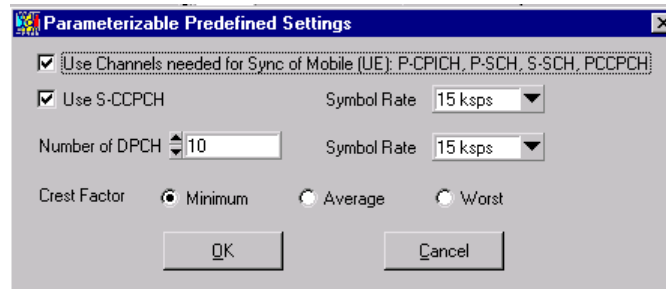 Parameterizable Predefined Settings
Use Channels needed for Sync of Mobile (UE): P-CPICH, P-SCH, S-SCH, PCCPCH
Use S-CCPCH Symbol Rate 15 ksps
Number of DPCH 10 Symbol Rate 15 ksps
Crest Factor Minimum Average Worst
OK Cancel